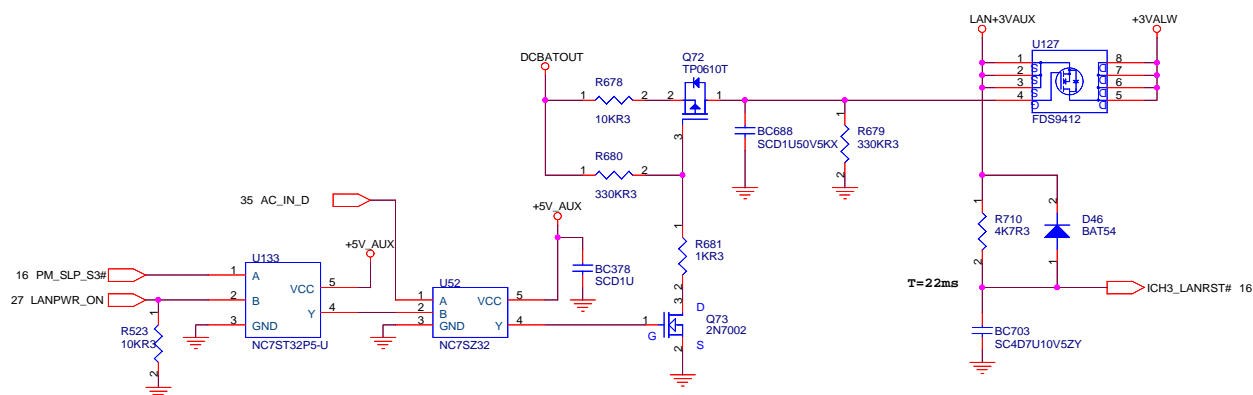 LAN+3VAUX
+3VALW
U127
1
2
3
4
S
S
S
G
D
D
D
D
8
7
6
5
FDS9412
DCBATOUT
Q72
TP0610T
R678
1
2
10KR3
2
1
3
R680
1
2
330KR3
BC688
SCD1U50V5KX
1
2
R679
330KR3
35 AC_IN_D
+5V_AUX
BC378
SCD1U
1
2
R681
1KR3
16 PM_SLP_S3#
27 LANPWR_ON
+5V_AUX
U133
1
2
3
A
B
GND
VCC
Y
5
4
NC7ST32P5-U
R523
10KR3
1
2
U52
1
2
3
A
B
GND
VCC
Y
5
4
NC7SZ32
3
D
Q73
2N7002
1
G
2
S
1
2
R710
4K7R3
2
1
D46
BAT54
T=22ms
ICH3_LANRST# 16
BC703
SC4D7U10V5ZY